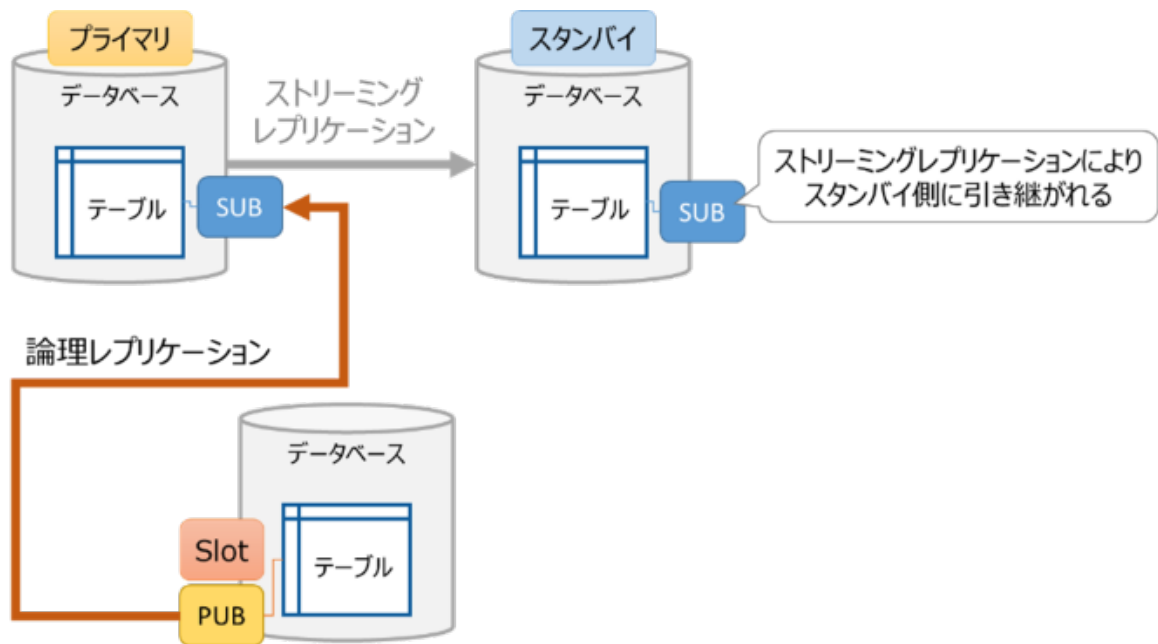 プライマリ
データベース
テーブル
SUB
ストリーミング
レプリケーション
スタンバイ
データベース
テーブル
SUB
ストリーミングレプリケーションにより
スタンバイ側に引き継がれる
論理レプリケーション
データベース
テーブル
Slot
PUB